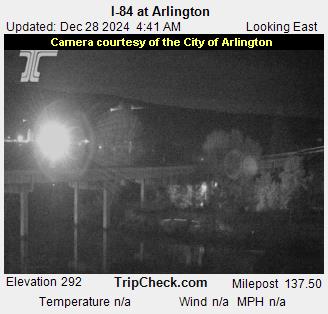 I-84 at Arlington
Updated: Dec 28 2024 4:41 AM Looking East
Camera courtesy of the City of Arlington
Elevation 292 TripCheck.com Milepost 137.50
Temperature n/a Wind n/a MPH n/a